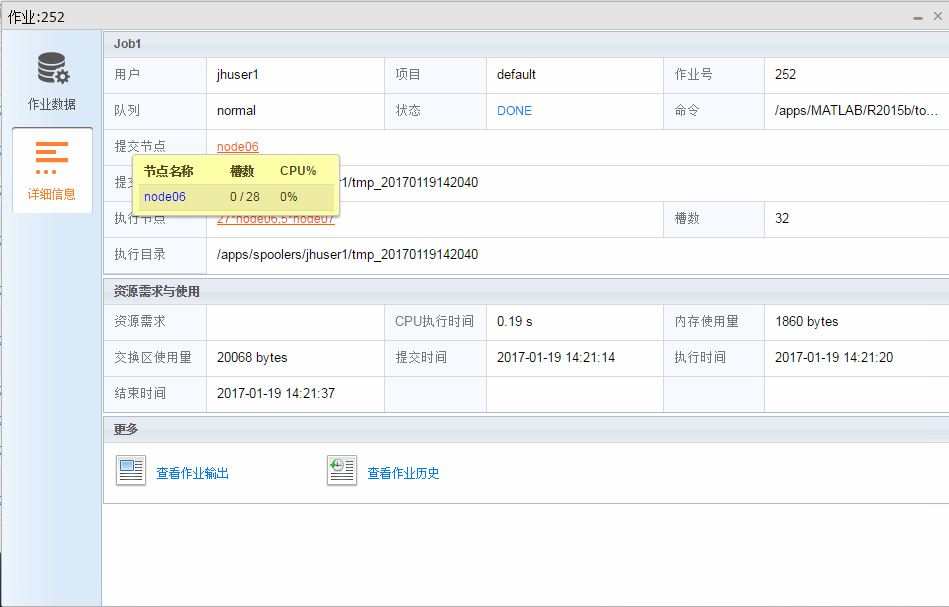 作业:252
作业数据
详细信息
Job1
用户 jhuser1 项目 default 作业号 252
队列 normal 状态 DONE 命令 /apps/MATLAB/R2015b/to...
提交节点 node06
节点名称 槽数 CPU%
node06 0 / 28 0%
提交 r1/tmp_20170119142040
执行节点 27*node06,5*node07 槽数 32
执行目录 /apps/spoolers/jhuser1/tmp_20170119142040
资源需求与使用
资源需求 CPU执行时间 0.19 s 内存使用量 1860 bytes
交换区使用量 20068 bytes 提交时间 2017-01-19 14:21:14 执行时间 2017-01-19 14:21:20
结束时间 2017-01-19 14:21:37
更多
查看作业输出 查看作业历史